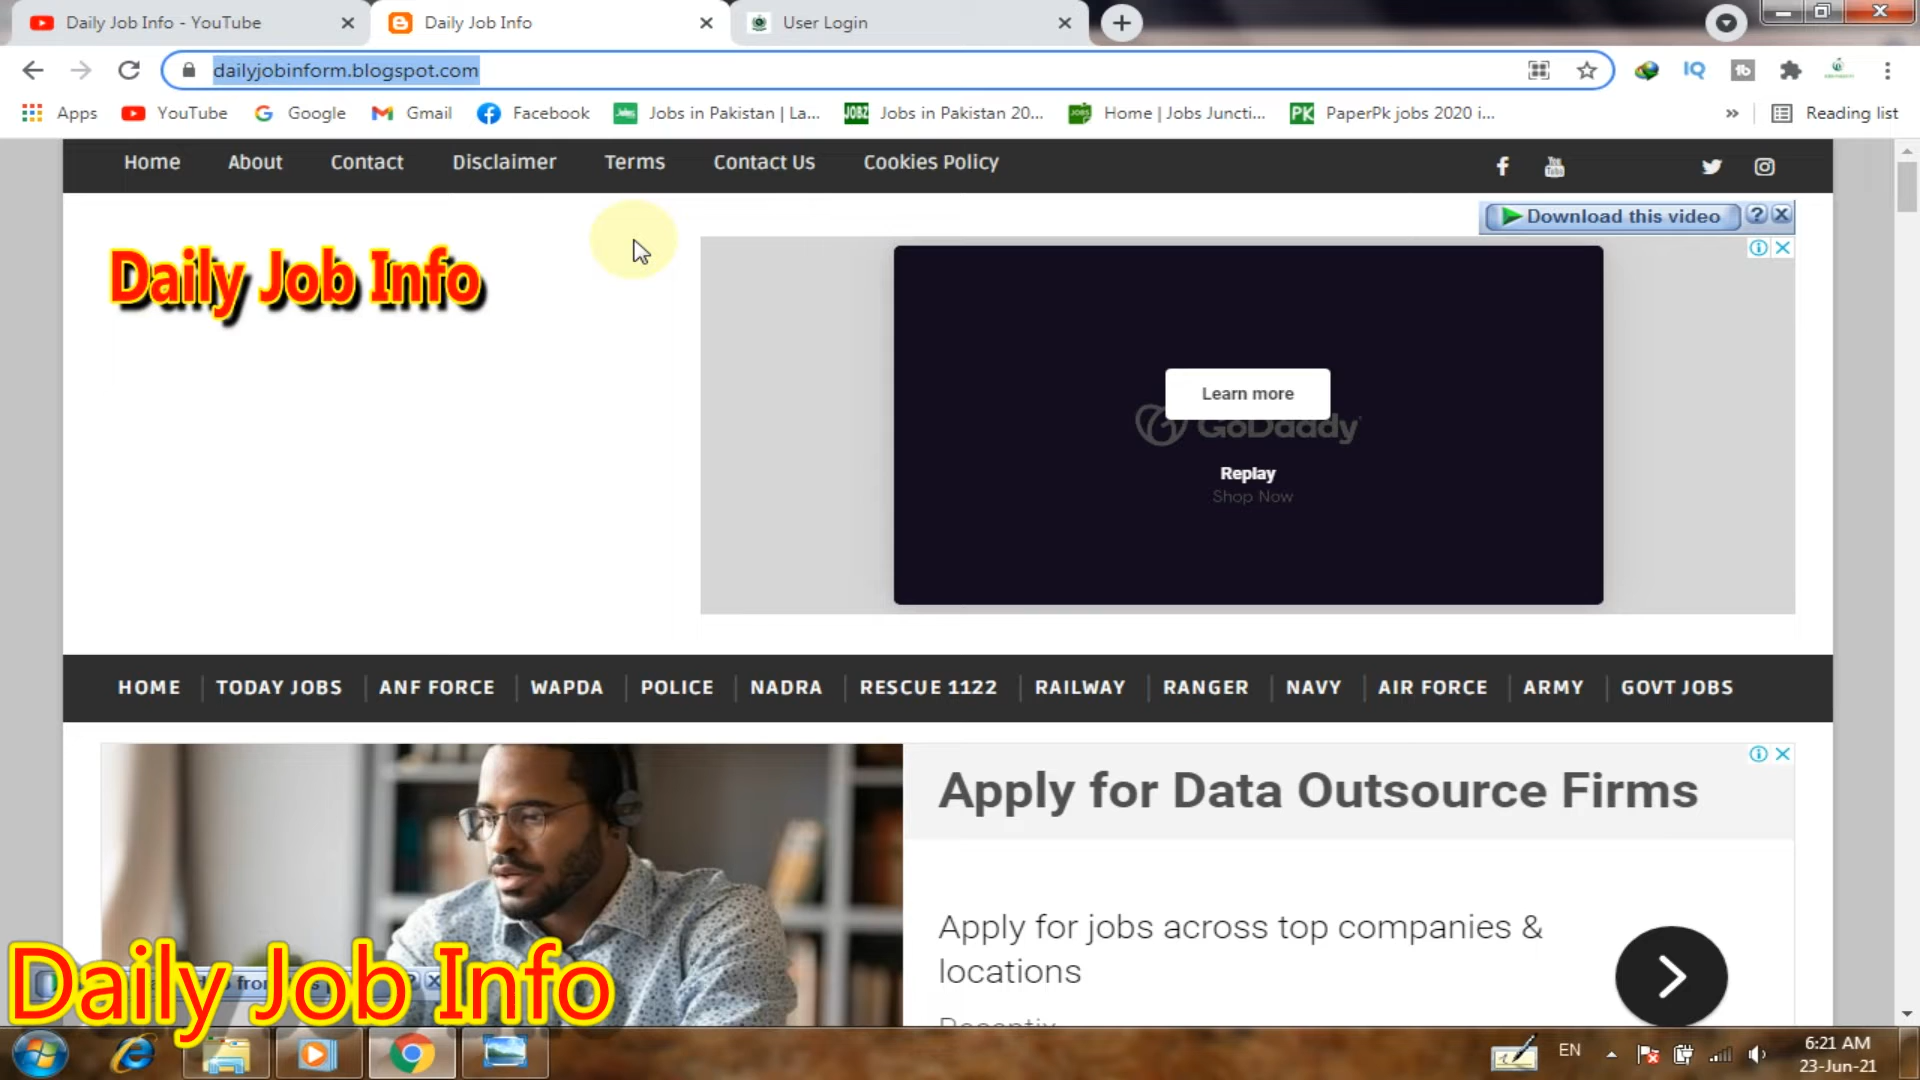 Daily Job Info - YouTube
Daily Job Info
User Login
dailyjobinform.blogspot.com
IQ
tb
Apps
YouTube
Google
Gmail
Facebook
Jobs in Pakistan | La...
JOBZ Jobs in Pakistan 20...
Home | Jobs Juncti...
PK PaperPk jobs 2020 i...
»
Reading list
Home About Contact Disclaimer Terms Contact Us Cookies Policy
Download this video
Daily Job Info
Learn more
GoDaddy
Replay
Shop Now
HOME TODAY JOBS ANF FORCE WAPDA POLICE NADRA RESCUE 1122 RAILWAY RANGER NAVY AIR FORCE ARMY GOVT JOBS
Apply for Data Outsource Firms
Apply for jobs across top companies &
locations
Daily Job Info
EN
6:21 AM
23-Jun-21